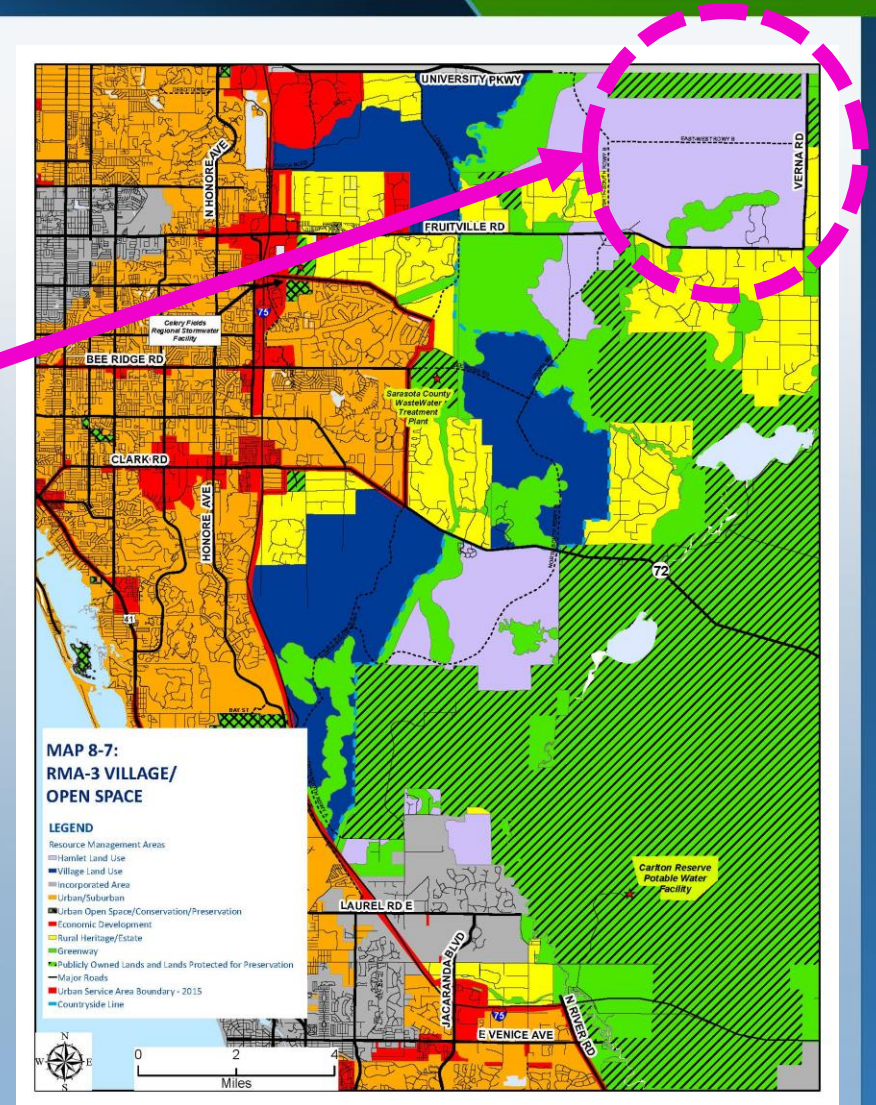 UNIVERSITY PKWY
EAST-WEST RDWY B
VERNA RD
N HONORE AVE
FRUITVILLE RD
75
Celery Fields
Regional Stormwater
Facility
BEE RIDGE RD
Sarasota County
WasteWater
Treatment
Plant
CLARK RD
HONORE AVE
72
41
BAY ST
MAP 8-7:
RMA-3 VILLAGE/
OPEN SPACE
LEGEND
Resource Management Areas
Hamlet Land Use
Village Land Use
Incorporated Area
Urban/Suburban
Urban Open Space/Conservation/Preservation
Economic Development
Rural Heritage/Estate
Greenway
Publicly Owned Lands and Lands Protected for Preservation
Major Roads
Urban Service Area Boundary - 2015
Countryside Line
Carlton Reserve
Potable Water
Facility
LAUREL RD E
JACARANDA BLVD
75
E VENICE AVE
N RIVER RD
N
W E
S
0 2 4
Miles